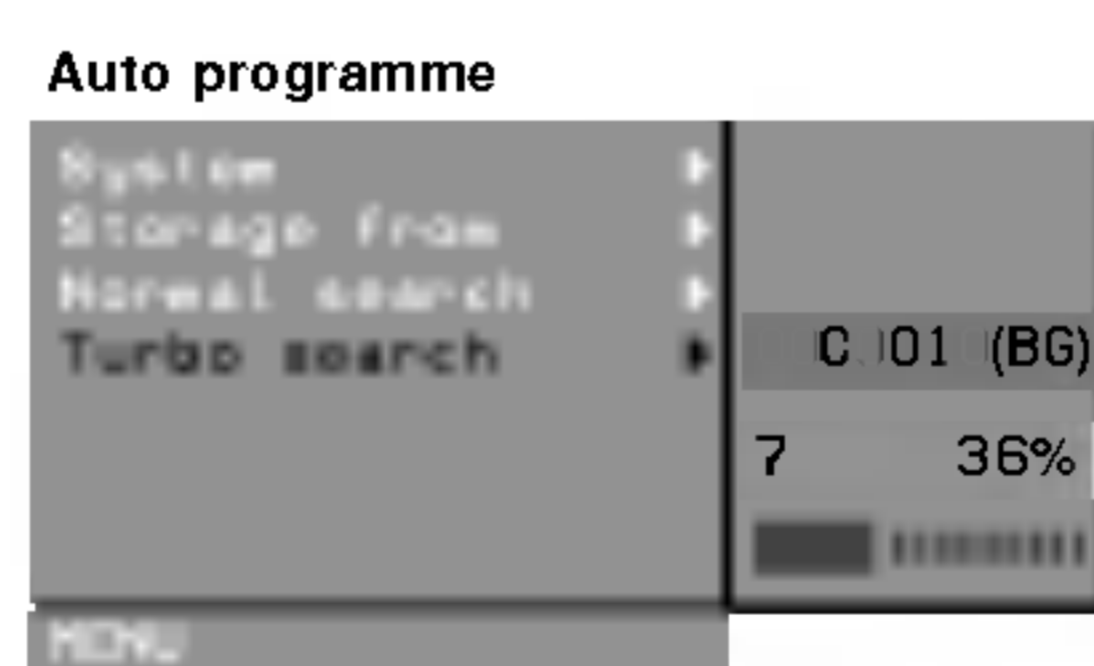 Auto programme
System
Storage from
Normal search
Turbo search
C 01 (BG)
7 36%
MENU